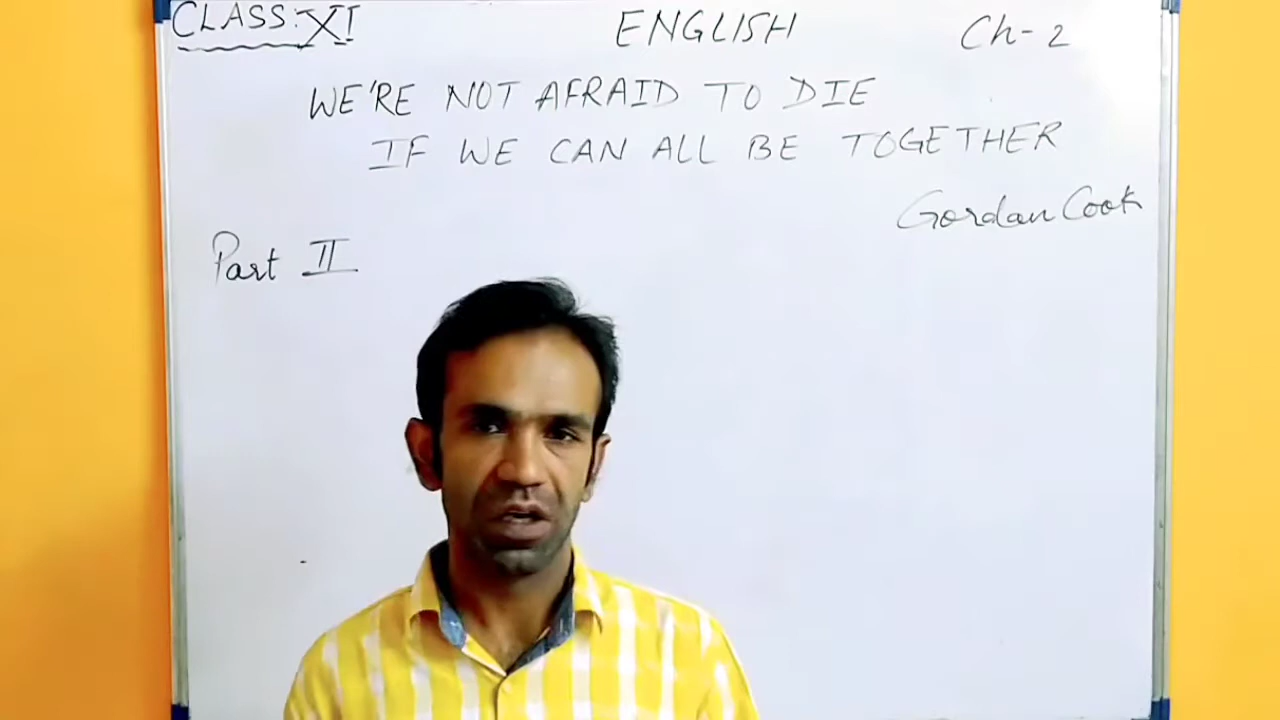 CLASS: XI ENGLISH Ch-2
WE'RE NOT AFRAID TO DIE
IF WE CAN ALL BE TOGETHER
Gordan Cook
Part II